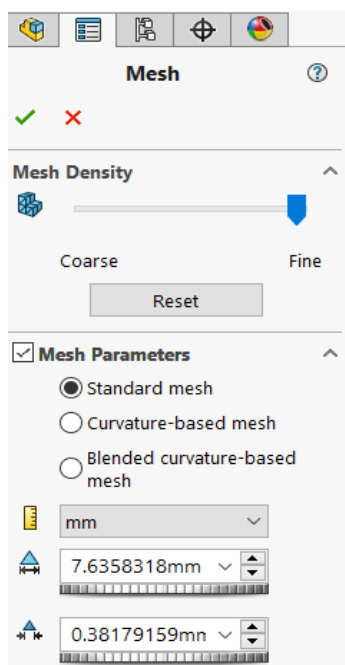 Mesh
?
Mesh Density
Coarse Fine
Reset
Mesh Parameters
Standard mesh
Curvature-based mesh
Blended curvature-based
mesh
mm
7.6358318mm
0.38179159mr